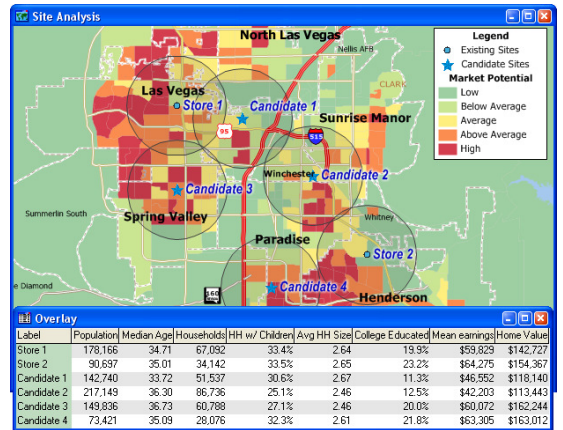 Site Analysis
North Las Vegas
Nellis AFB
CLARK
Las Vegas
Store 1
Candidate 1
Sunrise Manor
95
515
Winchester
Candidate 2
Candidate 3
Summerlin South
Spring Valley
Whitney
Paradise
Store 2
e Diamond
160
Candidate 4
Henderson
Legend
Existing Sites
Candidate Sites
Market Potential
Low
Below Average
Average
Above Average
High
Overlay
Label Population Median Age Households HH w/ Children Avg HH Size College Educated Mean earnings Home Value
Store 1 178,166 34.71 67,092 33.4% 2.64 19.9% $59,829 $142,727
Store 2 90,697 35.01 34,142 33.5% 2.65 23.2% $64,275 $154,367
Candidate 1 142,740 33.72 51,537 30.6% 2.67 11.3% $46,552 $118,140
Candidate 2 217,149 36.30 86,736 25.1% 2.46 12.5% $42,203 $113,443
Candidate 3 149,836 36.73 60,788 27.1% 2.46 20.0% $60,072 $162,244
Candidate 4 73,421 35.09 28,076 32.3% 2.61 21.8% $63,305 $163,012